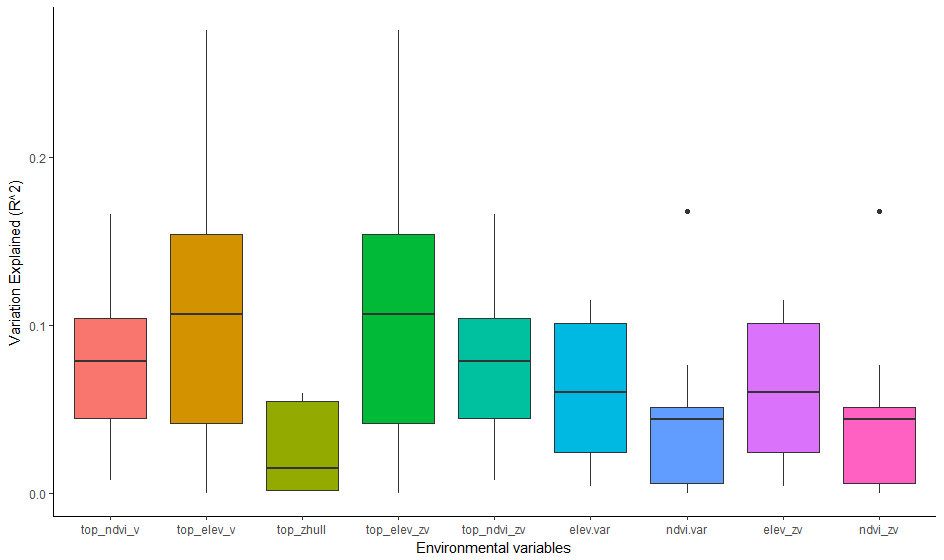 Variation Explained (R^2)
0.2
0.1
0.0
top_ndvi_v top_elev_v top_zhull top_elev_zv top_ndvi_zv elev.var ndvi.var elev_zv ndvi_zv
Environmental variables